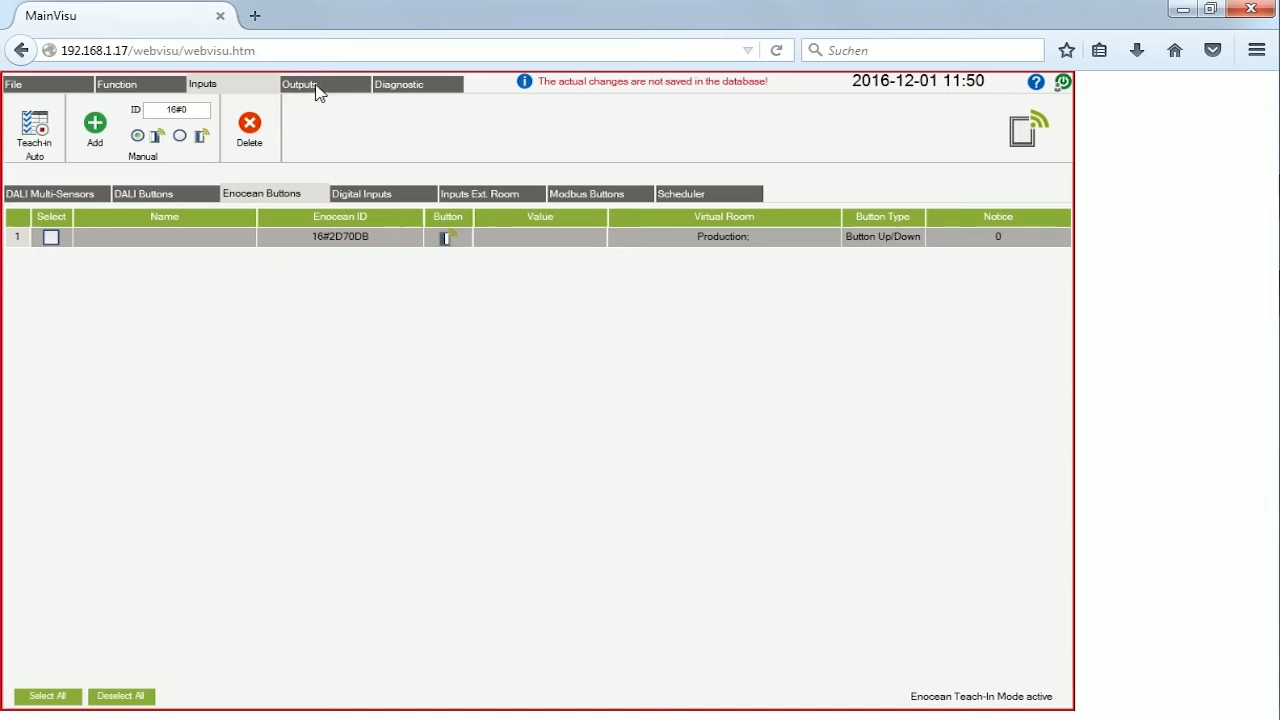 MainVisu
192.168.1.17/webvisu/webvisu.htm
Suchen
File Function Inputs Outputs Diagnostic
The actual changes are not saved in the database!
2016-12-01 11:50
Teach-in
Auto
Add
ID 16#0
Manual
Delete
DALI Multi-Sensors DALI Buttons Enocean Buttons Digital Inputs Inputs Ext. Room Modbus Buttons Scheduler
Select Name Enocean ID Button Value Virtual Room Button Type Notice
1 16#2D70DB Production; Button Up/Down 0
Select All Deselect All
Enocean Teach-In Mode active